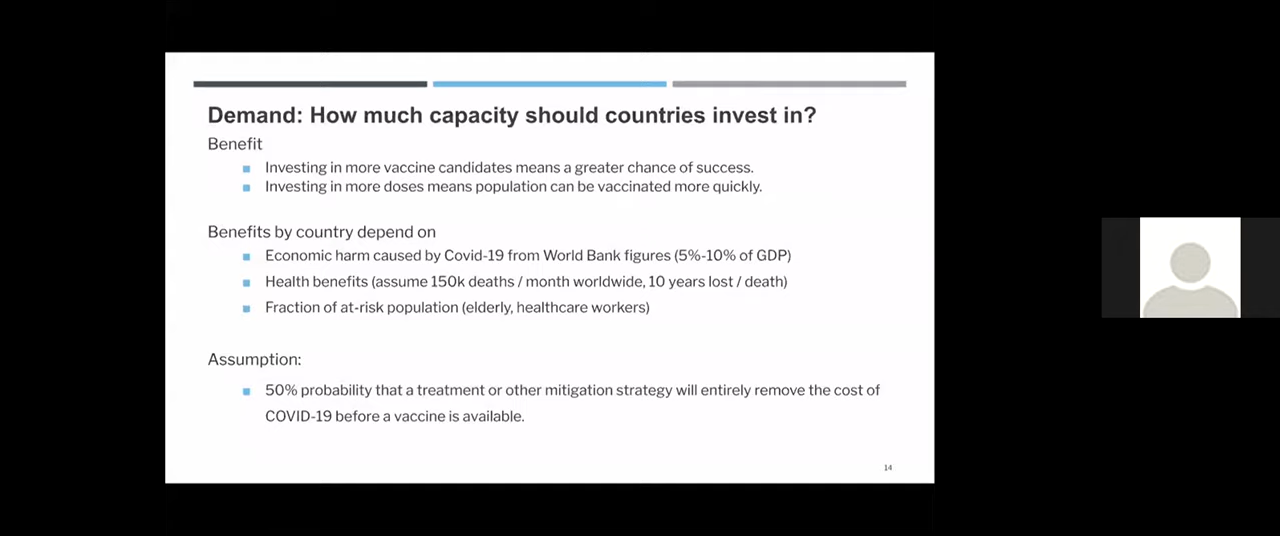 Demand: How much capacity should countries invest in?
Benefit
Investing in more vaccine candidates means a greater chance of success.
Investing in more doses means population can be vaccinated more quickly.
Benefits by country depend on
Economic harm caused by Covid-19 from World Bank figures (5%-10% of GDP)
Health benefits (assume 150k deaths / month worldwide, 10 years lost / death)
Fraction of at-risk population (elderly, healthcare workers)
Assumption:
50% probability that a treatment or other mitigation strategy will entirely remove the cost of
COVID-19 before a vaccine is available.
14